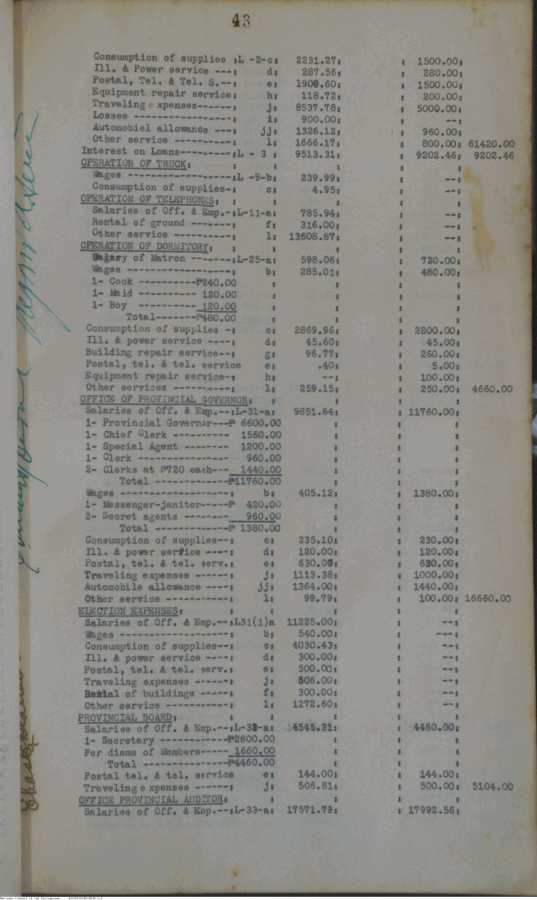 43
Consumption of supplies :L -2-c: 2231.27: : 1500.00:
Ill. & Power service ---: d: 287.56: : 280.00:
Postal, Tel. & Tel. S.--: e: 1900.60: : 1500.00:
Equipment repair service: h: 118.72 : 200.00:
Traveling expenses------: j: 8537.78: : 5000.00:
Losses -----------------: i: 900.00: : --:
Automobiel allowance ---: jj: 1326.12 : 960.00:
Other service ----------: l: 1666.17 : 800.00: 61420.00
Interest on Loans---------:L - 3 : 9513.31: : 9202.46: 9202.46
OPERATION OF TRUCK:
Wages ------------------:L -9-b: 239.99: : --:
Consumption of supplies-: c: 4.95: : --:
OPERATION OF TELEPHONES:
Salaries of Off. & Emp.-:L-11-a: 785.94: : --:
Rental of ground -------: f: 316.00: : --:
Other service ----------: l: 13608.87: : --:
OPERATION OF DORMITORY:
Salary of Matron -------:L-25-a: 598.06: : 720.00:
Wages ------------------: b: 285.01: : 480.00:
1- Cook ----------₱240.00
1- Maid ---------- 120.00
1- Boy ---------- 120.00
Total-------₱480.00
Consumption of supplies -: c: 2869.96: : 2800.00:
Ill. & power service ----: d: 45.60: : 45.00:
Building repair service--: g: 96.77: : 260.00:
Postal, tel. & tel. service e: .40: : 5.00:
Equipment repair service-: h: --: : 100.00:
Other services ----------: l: 259.15: : 250.00: 4660.00
OFFICE OF PROVINCIAL GOVERNOR:
Salaries of Off. & Emp.--:L-31-a: 9851.64: : 11760.00:
1- Provincial Governor---₱ 6600.00
1- Chief Clerk ---------- 1560.00
1- Special Agent -------- 1200.00
1- Clerk ---------------- 960.00
2- Clerks at ₱720 each--- 1440.00
Total -------------₱11760.00
Wages -------------------: b: 405.12: : 1380.00:
1- Messenger-janitor-----₱ 420.00
2- Secret agents -------- 960.00
Total -------------₱ 1380.00
Consumption of supplies--: c: 235.10: : 230.00:
Ill. & power service ----: d: 120.00: : 120.00:
Postal, tel. & tel. serv.: e: 630.00: : 630.00:
Traveling expenses ------: j: 1113.38: : 1000.00:
Automobile allowance ----: jj: 1364.00: : 1440.00:
Other service -----------: l: 99.79: : 100.00: 16660.00
ELECTION EXPENSES:
Salaries of Off. & Emp.--:L31(1)a 11225.00: : --:
Wages -------------------: b: 540.00: : --:
Consumption of supplies--: c: 4030.43: : --:
Ill. & power service ----: d: 300.00: : --:
Postal, tel. & tel. serv.: e: 500.00: : --:
Traveling expenses ------: j: 506.00: : --:
Rental of buildings -----: f: 300.00: : --:
Other service -----------: l: 1272.60: : --:
PROVINCIAL BOARD:
Salaries of Off. & Emp.--:L-32-a: 4545.21: : 4460.00:
1- Secretary -------------₱2800.00
Per diems of Members----- 1660.00
Total -------------₱4460.00
Postal tel. & tel. service e: 144.00: : 144.00:
Traveling expenses ------: j: 506.81: : 500.00: 5104.00
OFFICE PROVINCIAL AUDITOR:
Salaries of Off. & Emp.--:L-33-a: 17571.79: : 17992.56: